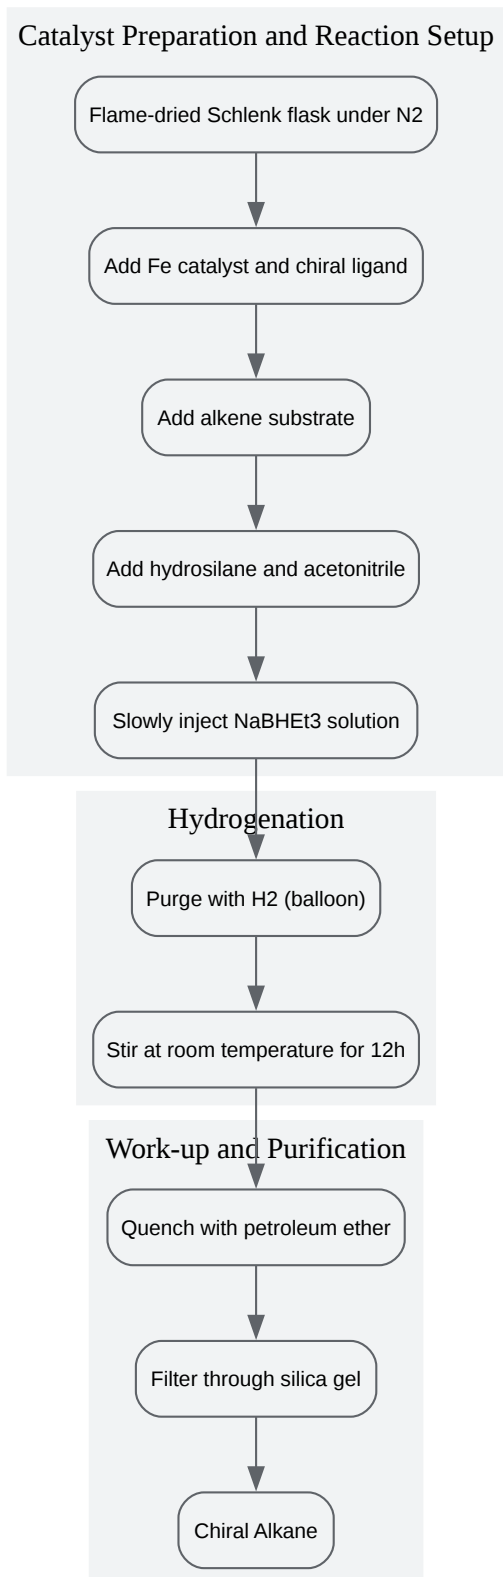 Catalyst Preparation and Reaction Setup
Flame-dried Schlenk flask under N2
Add Fe catalyst and chiral ligand
Add alkene substrate
Add hydrosilane and acetonitrile
Slowly inject NaBHEt3 solution
Hydrogenation
Purge with H2 (balloon)
Stir at room temperature for 12h
Work-up and Purification
Quench with petroleum ether
Filter through silica gel
Chiral Alkane